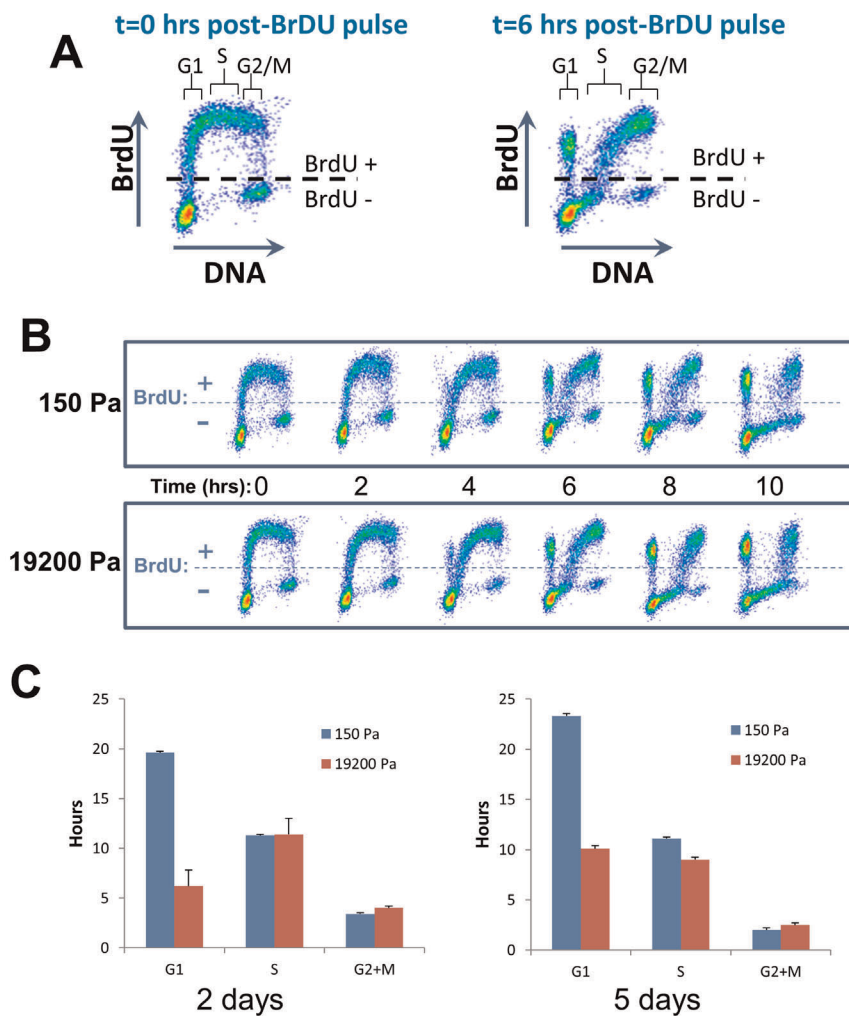 A
t=0 hrs post-BrDU pulse
t=6 hrs post-BrDU pulse
S
G1
G2/M
BrdU
BrdU +
BrdU -
DNA
S
G1
G2/M
BrdU
BrdU +
BrdU -
DNA
B
150 Pa
BrdU:
+
-
Time (hrs): 0 2 4 6 8 10
19200 Pa
BrdU:
+
-
C
25
20
15
10
5
0
Hours
150 Pa
19200 Pa
G1 S G2+M
2 days
25
20
15
10
5
0
Hours
150 Pa
19200 Pa
G1 S G2+M
5 days